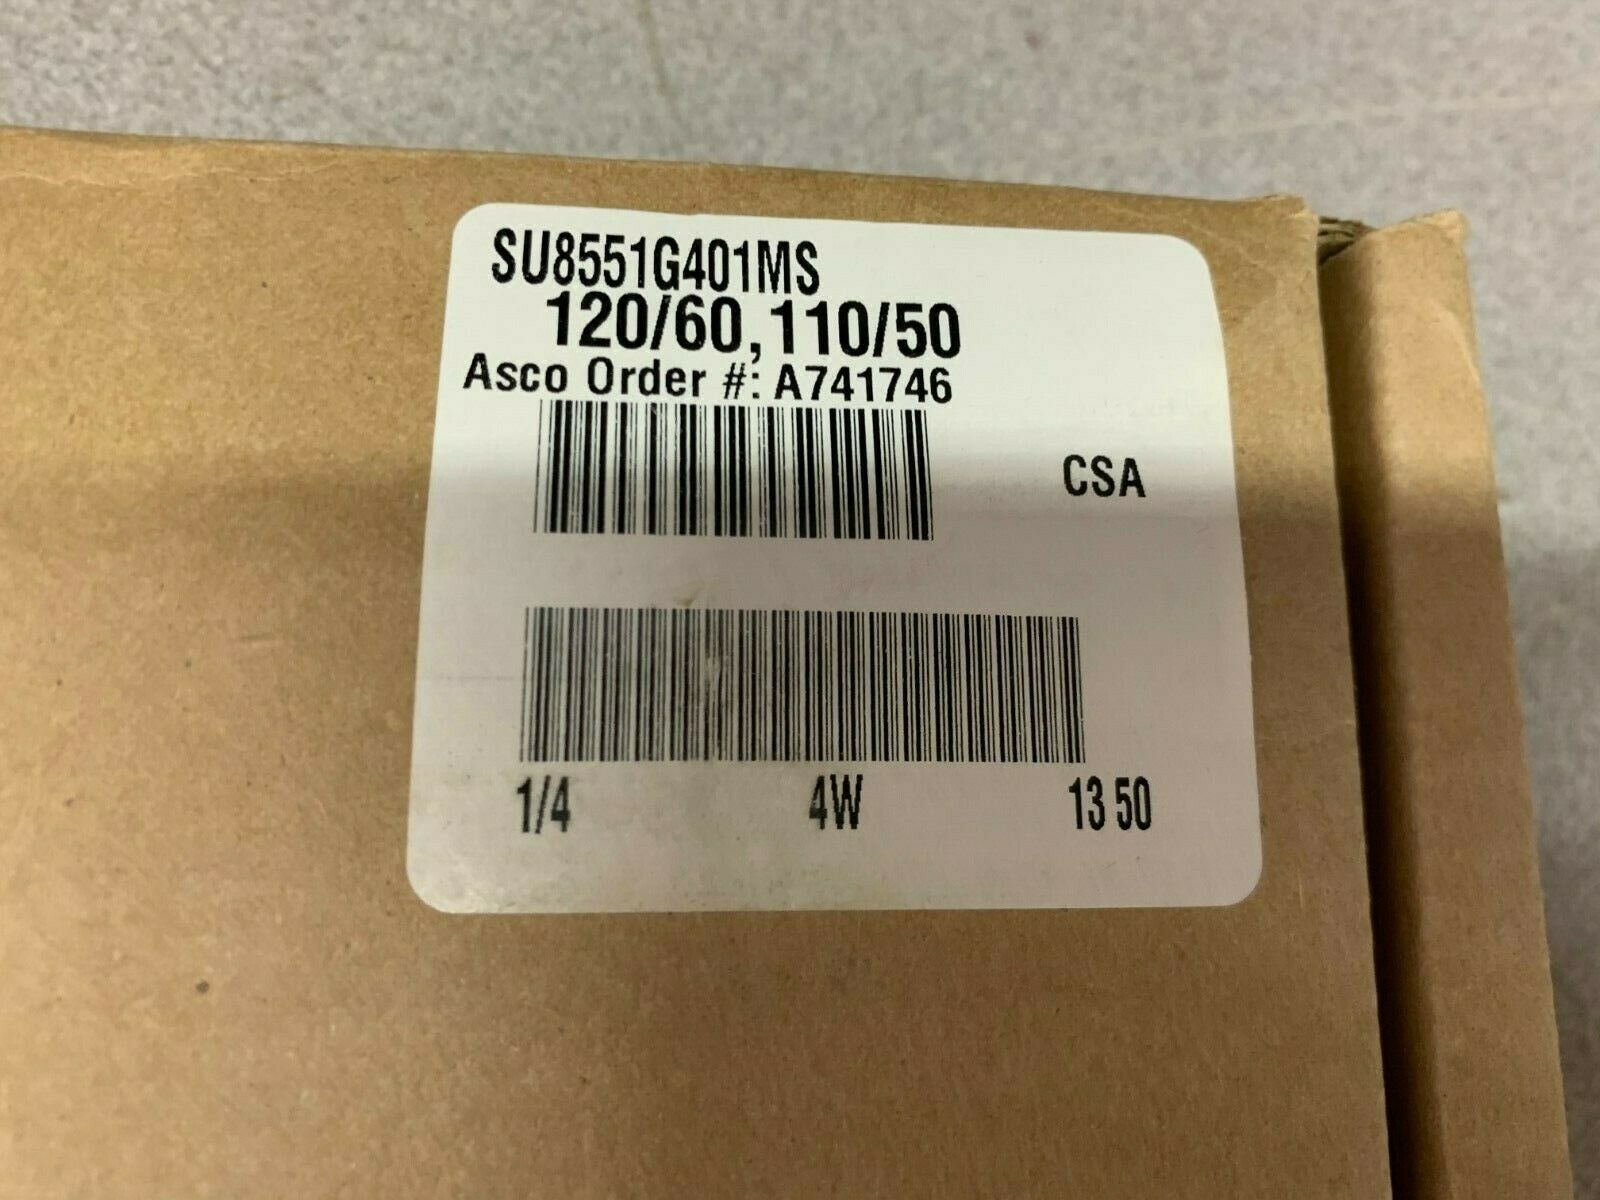 SU8551G401MS
120/60,110/50
Asco Order #: A741746
CSA
1/4 4W 13 50